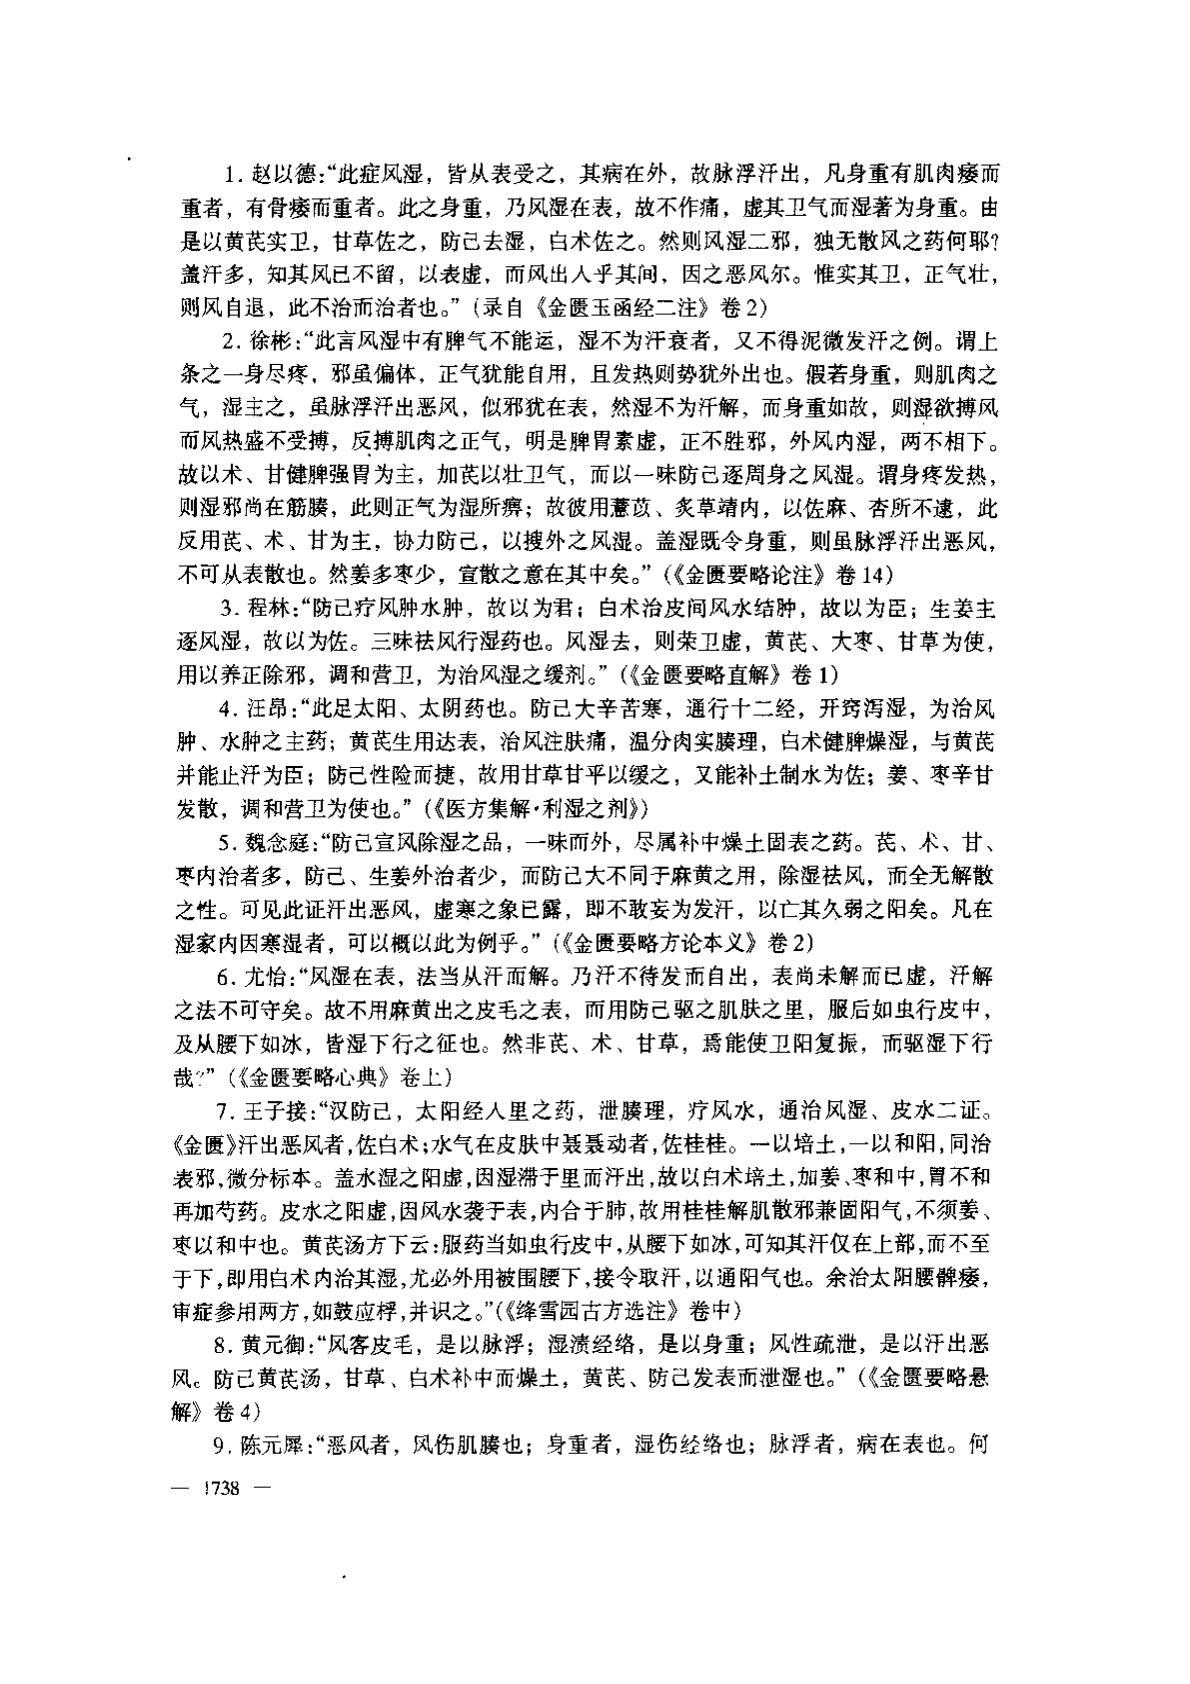 1. 赵以德:“此症风湿，皆从表受之，其病在外，故脉浮汗出，凡身重有肌肉痿而
重者，有骨痿而重者。此之身重，乃风湿在表，故不作痛，虚其卫气而湿著为身重。由
是以黄芪实卫，甘草佐之，防己去湿，白术佐之。然则风湿二邪，独无散风之药何耶?
盖汗多，知其风已不留，以表虚，而风出人乎其间，因之恶风尔。惟实其卫，正气壮，
则风自退，此不治而治者也。”（录自《金匮玉函经二注》卷2）
2. 徐彬:“此言风湿中有脾气不能运，湿不为汗衰者，又不得泥微发汗之例。谓上
条之一身尽疼，邪虽偏体，正气犹能自用，且发热则势犹外出也。假若身重，则肌肉之
气，湿主之，虽脉浮汗出恶风，似邪犹在表，然湿不为汗解，而身重如故，则湿欲搏风
而风热盛不受搏，反搏肌肉之正气，明是脾胃素虚，正不胜邪，外风内湿，两不相下。
故以术、甘健脾强胃为主，加芪以壮卫气，而以一味防己逐周身之风湿。谓身疼发热，
则湿邪尚在筋腠，此则正气为湿所痹；故彼用薏苡、炙草靖内，以佐麻、杏所不逮，此
反用芪、术、甘为主，协力防己，以搜外之风湿。盖湿既令身重，则虽脉浮汗出恶风，
不可从表散也。然姜多枣少，宣散之意在其中矣。”（《金匮要略论注》卷14）
3. 程林:“防己疗风肿水肿，故以为君；白术治皮间风水结肿，故以为臣；生姜主
逐风湿，故以为佐。三味祛风行湿药也。风湿去，则荣卫虚，黄芪、大枣、甘草为使，
用以养正除邪，调和营卫，为治风湿之缓剂。”（《金匮要略直解》卷1）
4. 汪昂:“此足太阳、太阴药也。防己大辛苦寒，通行十二经，开窍泻湿，为治风
肿、水肿之主药；黄芪生用达表，治风注肤痛，温分肉实腠理，白术健脾燥湿，与黄芪
并能止汗为臣；防己性险而捷，故用甘草甘平以缓之，又能补土制水为佐；姜、枣辛甘
发散，调和营卫为使也。”（《医方集解·利湿之剂》）
5. 魏念庭:“防己宣风除湿之品，一味而外，尽属补中燥土固表之药。芪、术、甘、
枣内治者多，防己、生姜外治者少，而防己大不同于麻黄之用，除湿祛风，而全无解散
之性。可见此证汗出恶风，虚寒之象已露，即不敢妄为发汗，以亡其久弱之阳矣。凡在
湿家内因寒湿者，可以概以此为例乎。”（《金匮要略方论本义》卷2）
6. 尤怡:“风湿在表，法当从汗而解。乃汗不待发而自出，表尚未解而已虚，汗解
之法不可守矣。故不用麻黄出之皮毛之表，而用防己驱之肌肤之里，服后如虫行皮中，
及从腰下如冰，皆湿下行之征也。然非芪、术、甘草，焉能使卫阳复振，而驱湿下行
哉?”（《金匮要略心典》卷上）
7. 王子接:“汉防己，太阳经人里之药，泄腠理，疗风水，通治风湿、皮水二证。
《金匮》汗出恶风者,佐白术;水气在皮肤中聂聂动者,佐桂桂。一以培土,一以和阳,同治
表邪,微分标本。盖水湿之阳虚,因湿滞于里而汗出,故以白术培土,加姜、枣和中,胃不和
再加芍药。皮水之阳虚,因风水袭于表,内合于肺,故用桂桂解肌散邪兼固阳气,不须姜、
枣以和中也。黄芪汤方下云:服药当如虫行皮中,从腰下如冰,可知其汗仅在上部,而不至
于下,即用白术内治其湿,尤必外用被围腰下,接令取汗,以通阳气也。余治太阳腰髀痿,
审症参用两方,如鼓应桴,并识之。”（《绛雪园古方选注》卷中）
8. 黄元御:“风客皮毛，是以脉浮；湿渍经络，是以身重；风性疏泄，是以汗出恶
风。防己黄芪汤，甘草、白术补中而燥土，黄芪、防己发表而泄湿也。”（《金匮要略悬
解》卷4）
9. 陈元犀:“恶风者，风伤肌腠也；身重者，湿伤经络也；脉浮者，病在表也。何
— 1738 —